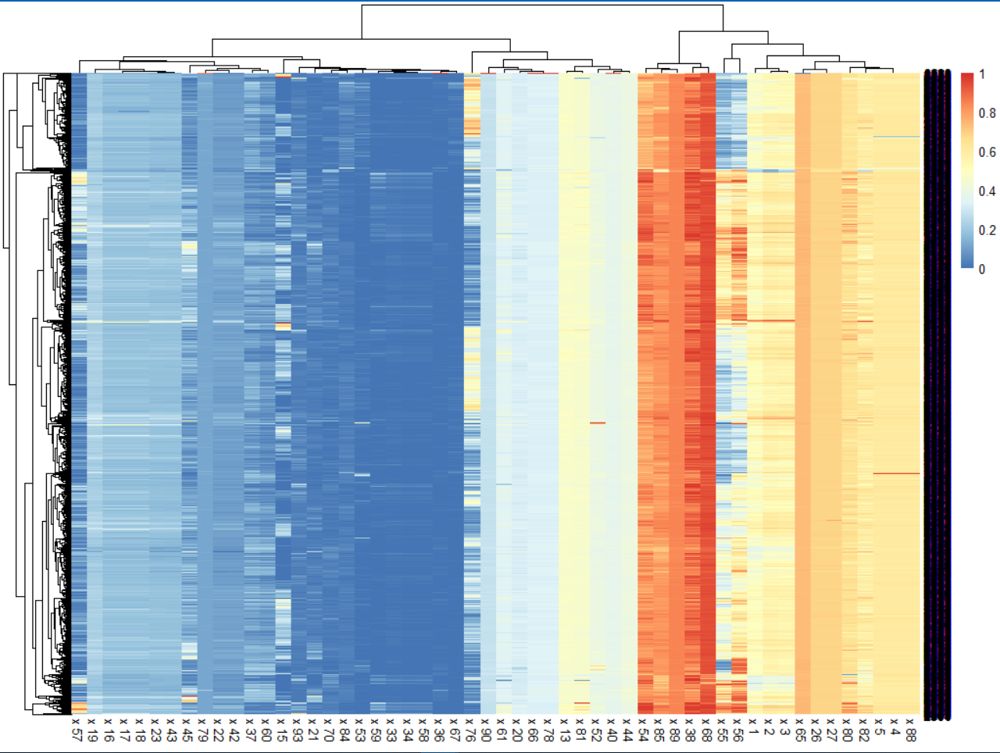 1
0.8
0.6
0.4
0.2
0
x 57
x 19
x 16
x 17
x 18
x 23
x 43
x 45
x 79
x 22
x 42
x 37
x 60
x 15
x 93
x 21
x 70
x 84
x 53
x 59
x 33
x 34
x 58
x 36
x 67
x 76
x 90
x 61
x 20
x 66
x 78
x 13
x 81
x 52
x 40
x 44
x 54
x 85
x 89
x 38
x 68
x 55
x 56
x 1
x 2
x 3
x 65
x 26
x 27
x 80
x 82
x 5
x 4
x 88